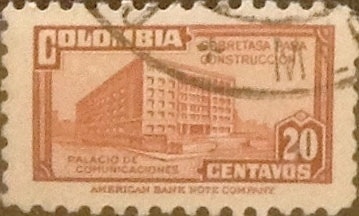 COLOMBIA
SOBRETASA PARA
CONSTRUCCION
20
CENTAVOS
PALACIO DE
COMUNICACIONES
AMERICAN BANK NOTE COMPANY